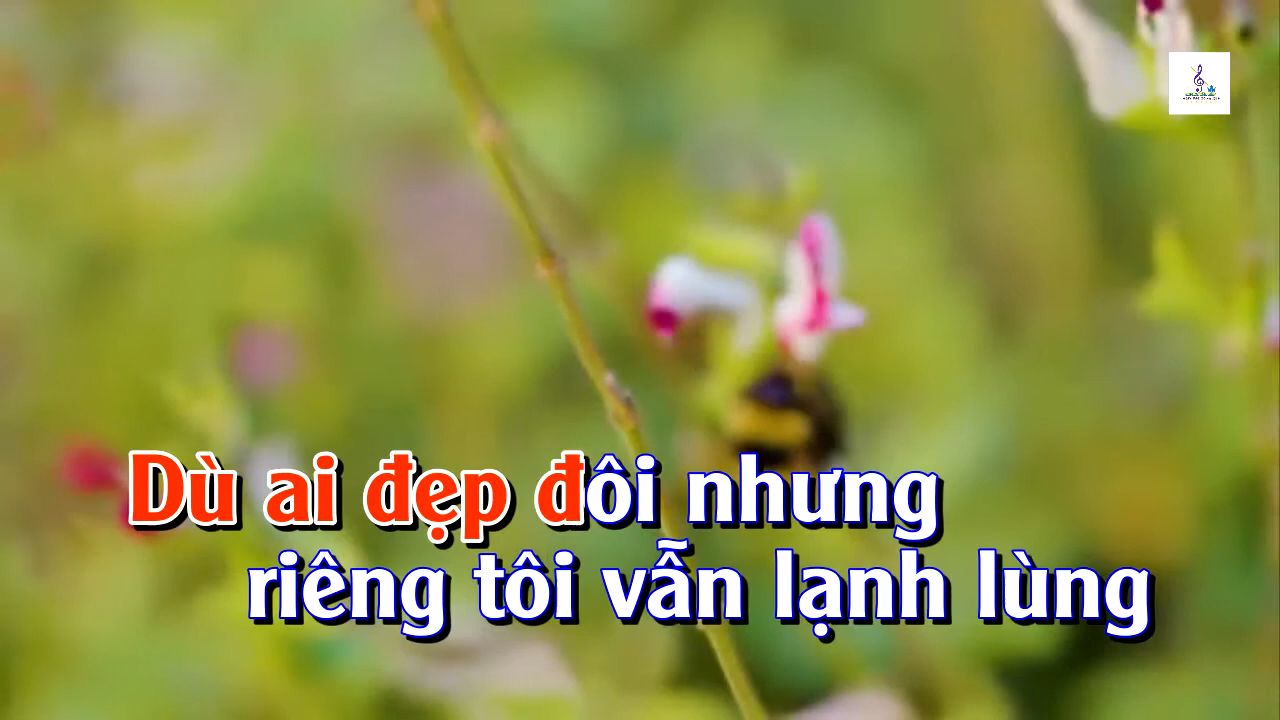 Dù ai đẹp đôi nhưng
riêng tôi vẫn lạnh lùng